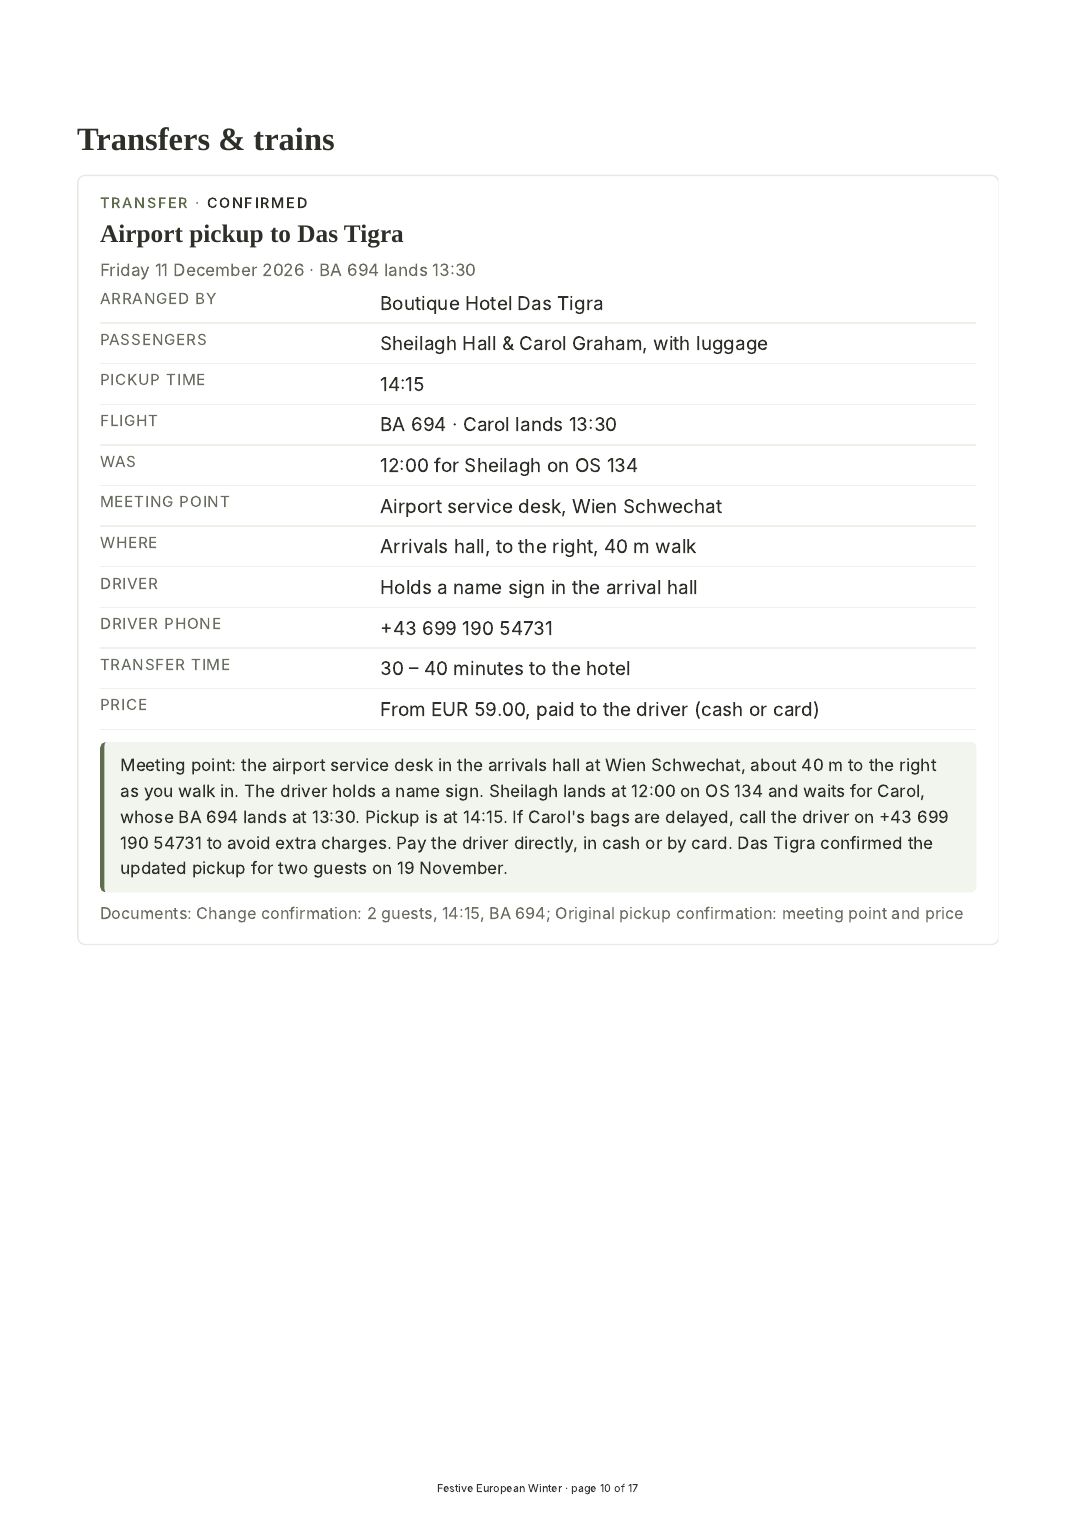 Transfers & trains
TRANSFER · CONFIRMED
Airport pickup to Das Tigra
Friday 11 December 2026 · BA 694 lands 13:30
ARRANGED BY Boutique Hotel Das Tigra
PASSENGERS Sheilagh Hall & Carol Graham, with luggage
PICKUP TIME 14:15
FLIGHT BA 694 · Carol lands 13:30
WAS 12:00 for Sheilagh on OS 134
MEETING POINT Airport service desk, Wien Schwechat
WHERE Arrivals hall, to the right, 40 m walk
DRIVER Holds a name sign in the arrival hall
DRIVER PHONE +43 699 190 54731
TRANSFER TIME 30 – 40 minutes to the hotel
PRICE From EUR 59.00, paid to the driver (cash or card)
Meeting point: the airport service desk in the arrivals hall at Wien Schwechat, about 40 m to the right
as you walk in. The driver holds a name sign. Sheilagh lands at 12:00 on OS 134 and waits for Carol,
whose BA 694 lands at 13:30. Pickup is at 14:15. If Carol's bags are delayed, call the driver on +43 699
190 54731 to avoid extra charges. Pay the driver directly, in cash or by card. Das Tigra confirmed the
updated pickup for two guests on 19 November.
Documents: Change confirmation: 2 guests, 14:15, BA 694; Original pickup confirmation: meeting point and price
Festive European Winter · page 10 of 17